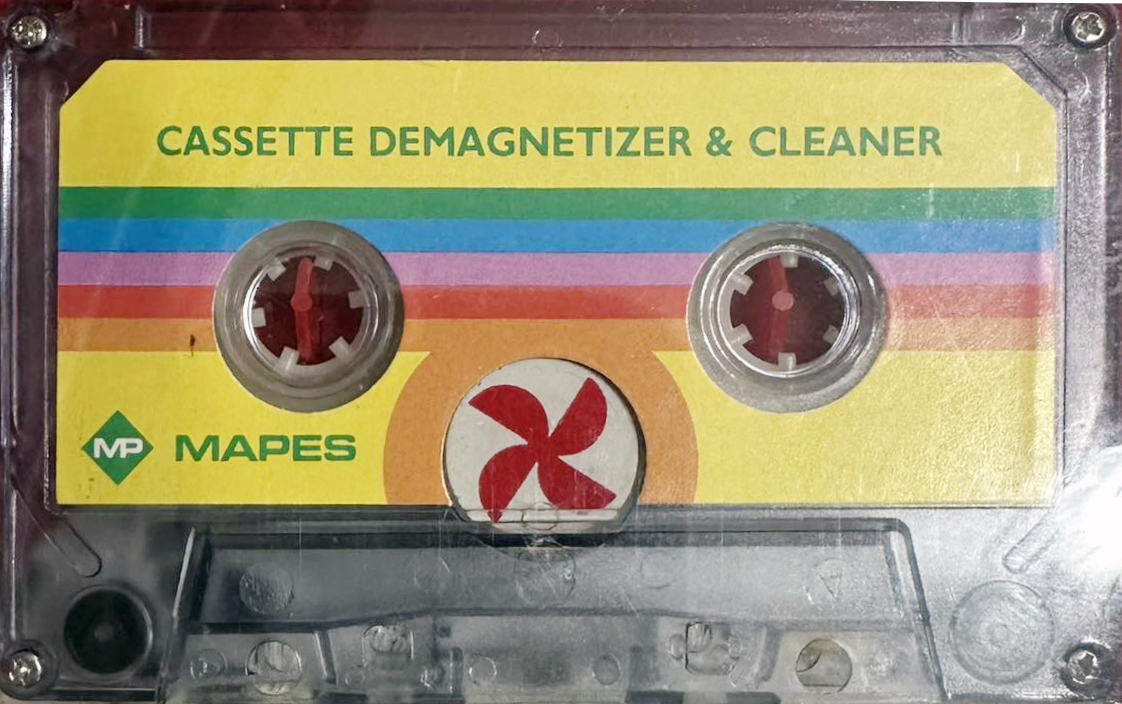 CASSETTE DEMAGNETIZER & CLEANER
MP MAPES
A